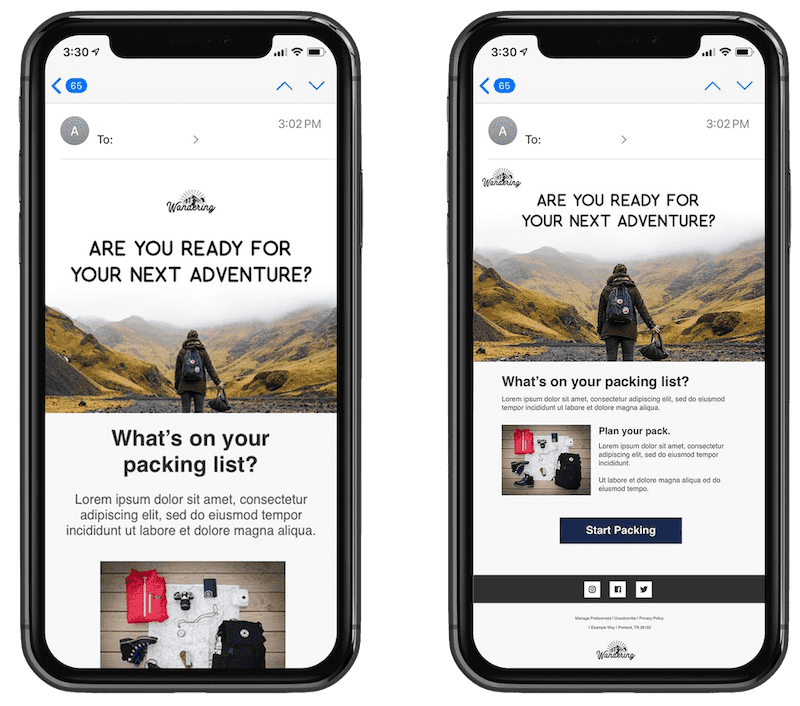 3:30
65
A
To:
3:02 PM
Wandering
ARE YOU READY FOR
YOUR NEXT ADVENTURE?
What's on your
packing list?
Lorem ipsum dolor sit amet, consectetur
adipiscing elit, sed do eiusmod tempor
incididunt ut labore et dolore magna aliqua.
3:30
65
A
To:
3:02 PM
Wandering
ARE YOU READY FOR
YOUR NEXT ADVENTURE?
What's on your packing list?
Lorem ipsum dolor sit amet, consectetur adipiscing elit, sed do eiusmod
tempor incididunt ut labore et dolore magna aliqua.
Plan your pack.
Lorem ipsum dolor sit amet, consectetur
adipiscing elit, sed do eiusmod tempor
incididunt.
Ut labore et dolore magna aliqua ed do
eiusmod tempo.
Start Packing
Manage Preferences | Unsubscribe | Privacy Policy
1 Example Way | Pretend, TN 38102
Wandering